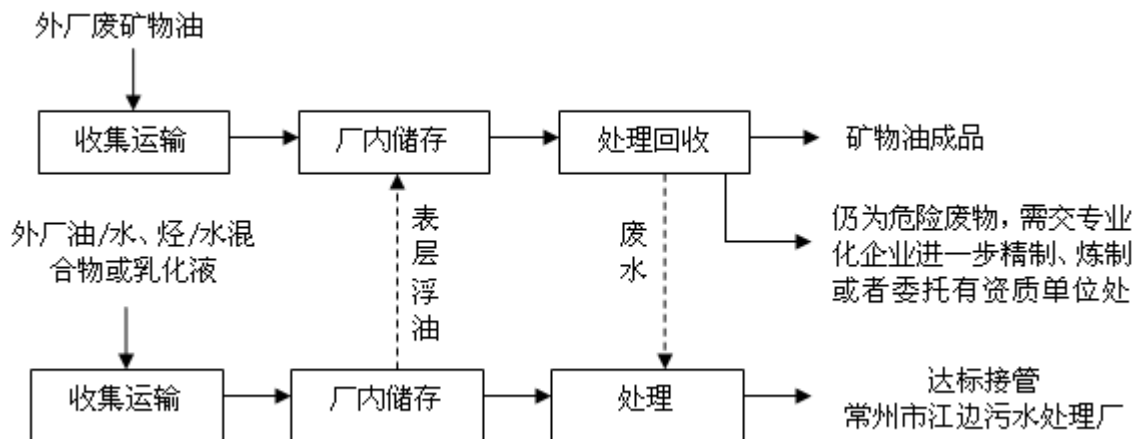 外厂废矿物油
收集运输
厂内储存
处理回收
矿物油成品
外厂油/水、烃/水混
合物或乳化液
表
层
浮
油
废
水
仍为危险废物，需交专业
化企业进一步精制、炼制
或者委托有资质单位处
收集运输
厂内储存
处理
达标接管
常州市江边污水处理厂